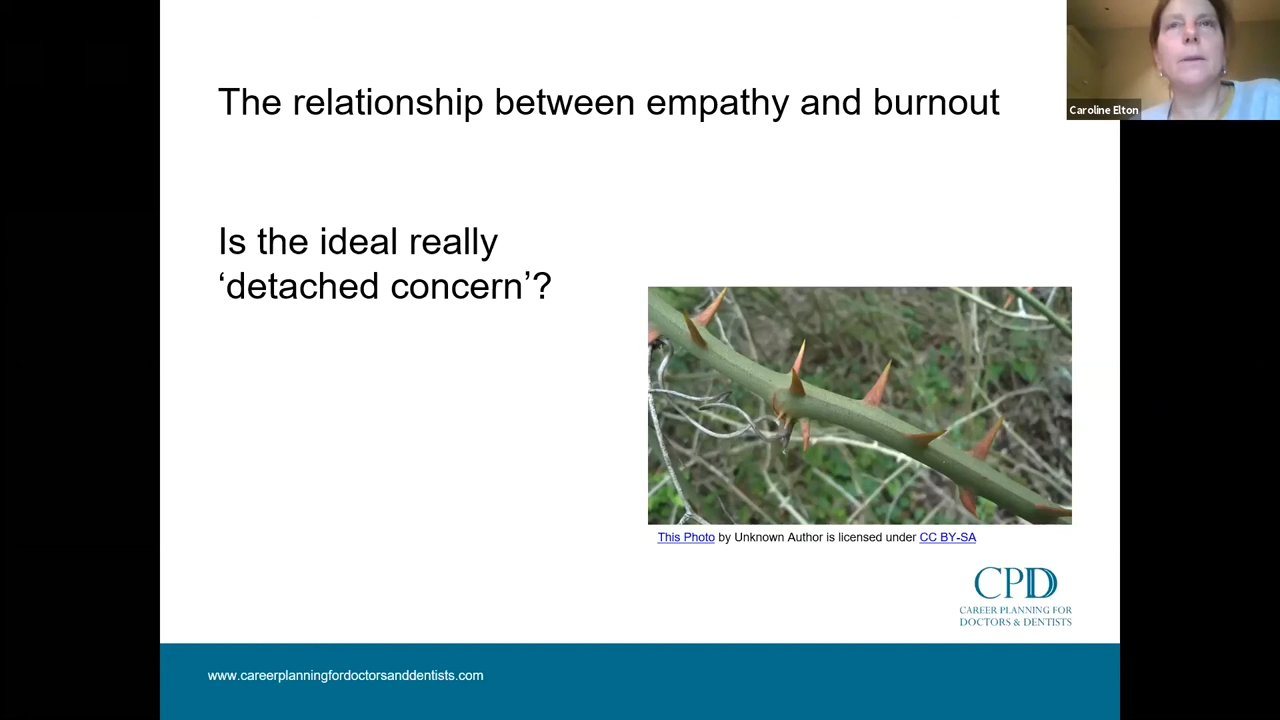 The relationship between empathy and burnout
Caroline Elton
Is the ideal really
‘detached concern’?
This Photo by Unknown Author is licensed under CC BY-SA
CPD
CAREER PLANNING FOR
DOCTORS & DENTISTS
www.careerplanningfordoctorsanddentists.com